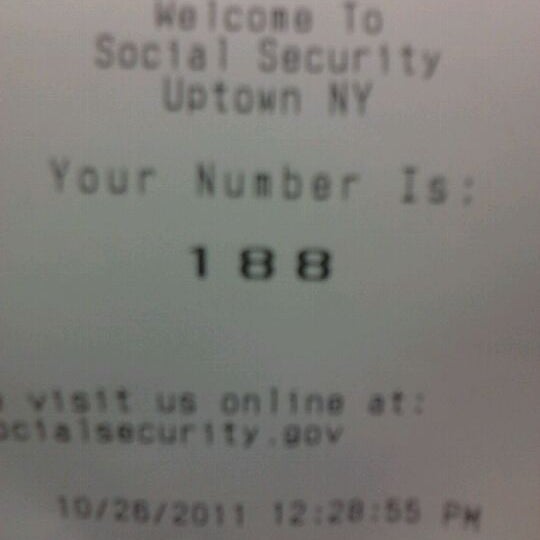 Welcome To
Social Security
Uptown NY
Your Number Is:
188
visit us online at:
ocialsecurity.gov
10/26/2011 12:28:55 PM